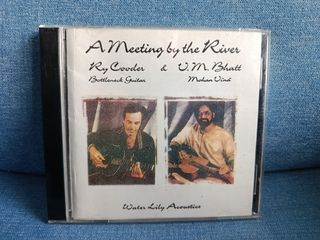 A Meeting by the River
Ry Cooder & V.M. Bhatt
Bottleneck Guitar Mohan Vina
Water Lily Acoustics